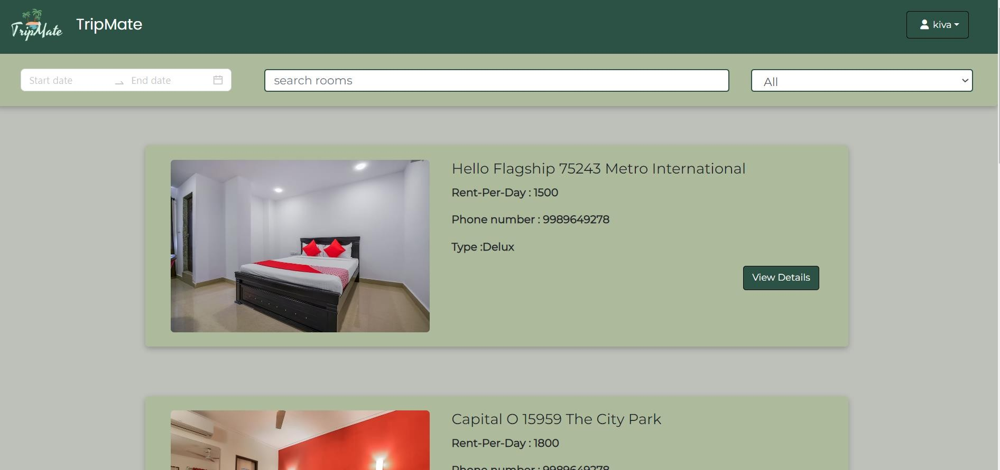 TripMate
TripMate
kiva
Start date
End date
search rooms
All
Hello Flagship 75243 Metro International
Rent-Per-Day : 1500
Phone number : 9989649278
Type :Delux
View Details
Capital O 15959 The City Park
Rent-Per-Day : 1800
Phone number : 9989649278